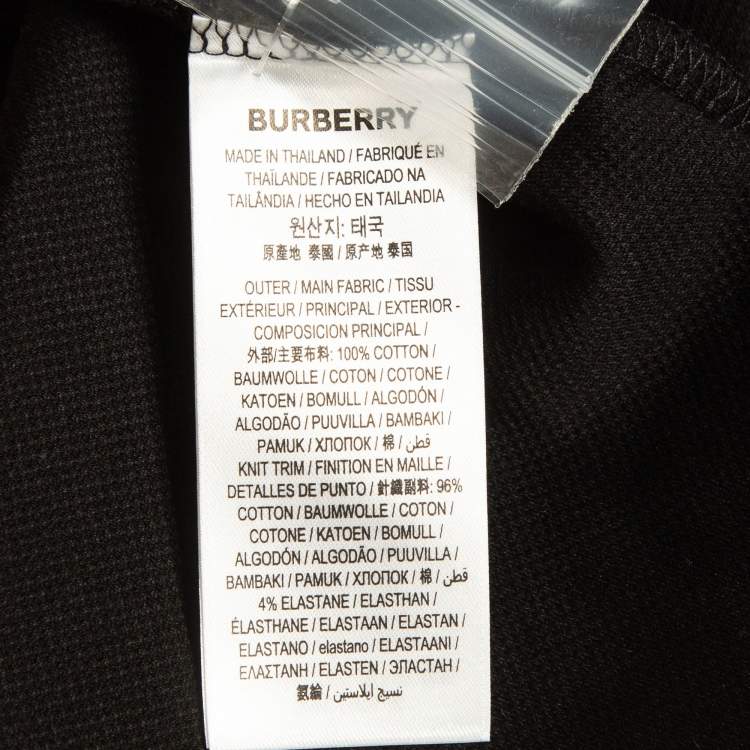 BURBERRY
MADE IN THAILAND / FABRIQUÉ EN
THAÏLANDE / FABRICADO NA
TAILÂNDIA / HECHO EN TAILANDIA
원산지: 태국
原產地 泰國 / 原产地 泰国
OUTER / MAIN FABRIC / TISSU
EXTÉRIEUR / PRINCIPAL / EXTERIOR -
COMPOSICION PRINCIPAL /
外部/主要布料: 100% COTTON /
BAUMWOLLE / COTON / COTONE /
KATOEN / BOMULL / ALGODÓN /
ALGODÃO / PUUVILLA / BAMBAKI /
PAMUK / ХЛОПОК / 棉 / قطن /
KNIT TRIM / FINITION EN MAILLE /
DETALLES DE PUNTO / 針織副料: 96%
COTTON / BAUMWOLLE / COTON /
COTONE / KATOEN / BOMULL /
ALGODÓN / ALGODÃO / PUUVILLA /
BAMBAKI / PAMUK / ХЛОПОК / 棉 / قطن /
4% ELASTANE / ELASTHAN /
ÉLASTHANE / ELASTAAN / ELASTAN /
ELASTANO / elastano / ELASTAANI /
ΕΛΑΣΤΑΝΗ / ELASTEN / ЭЛАСТАН /
氨綸 / نسيج ايلاستين /